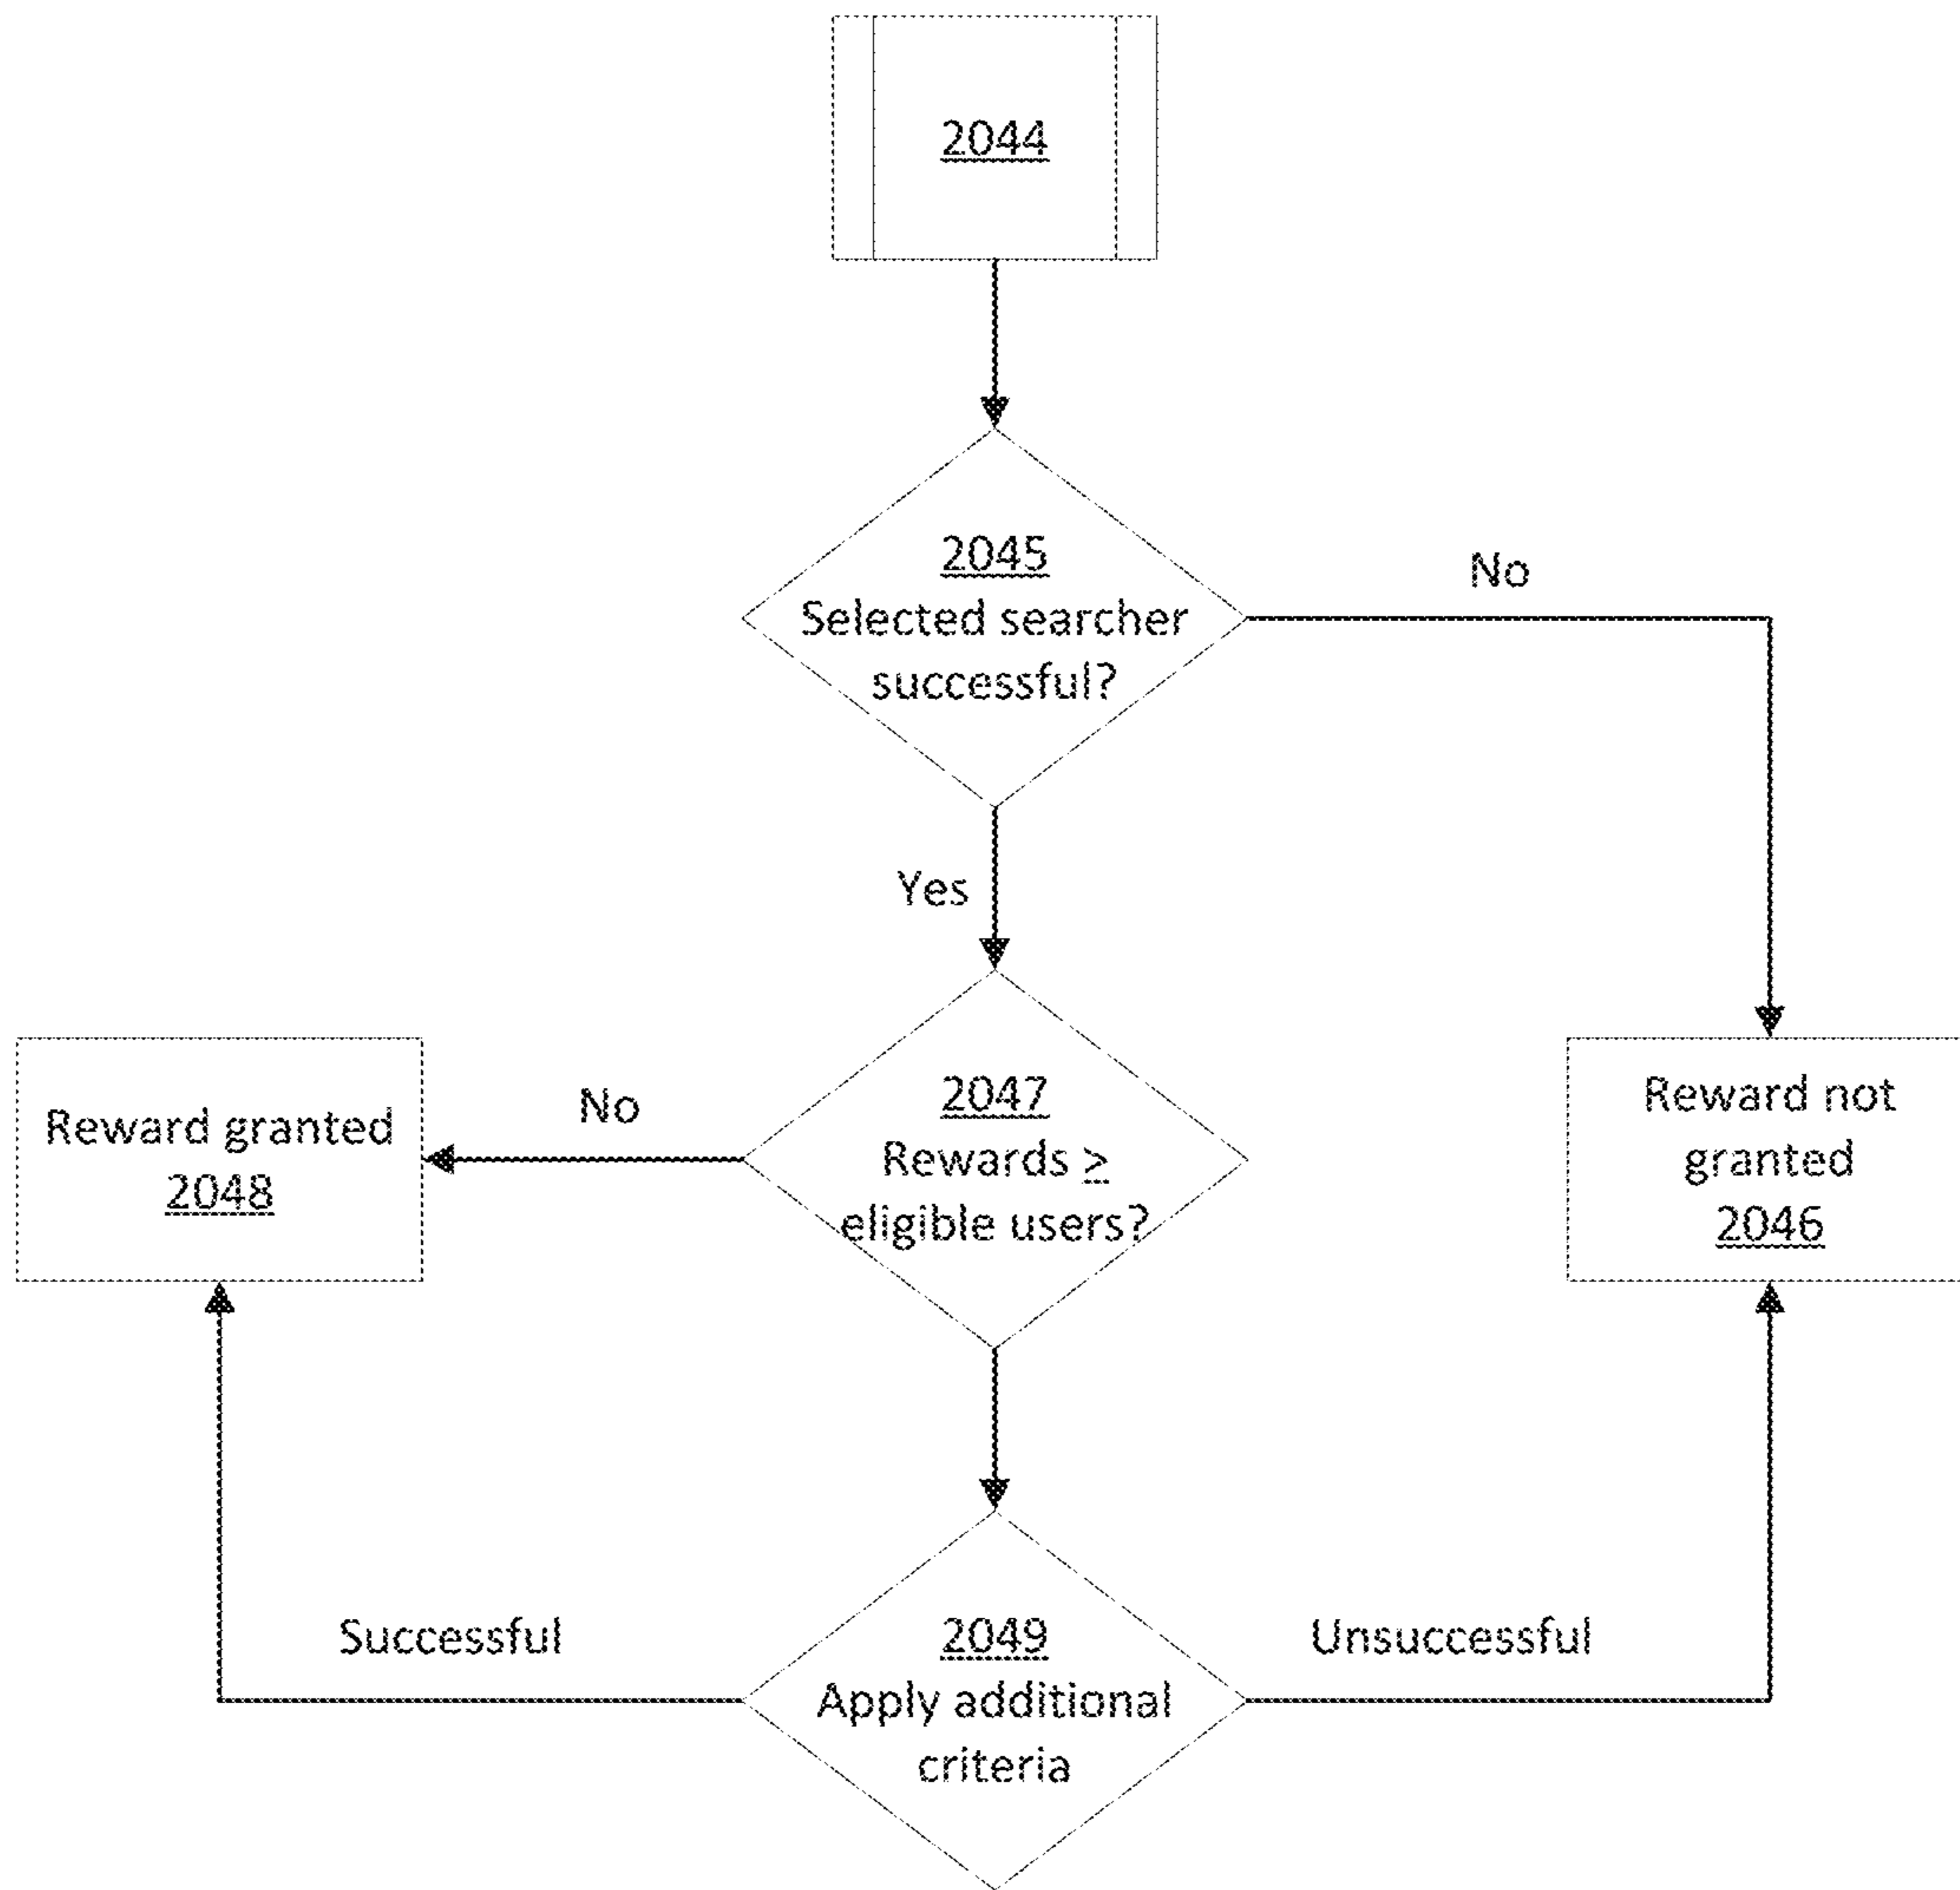 2044
2045
Selected searcher
successful?
No
Yes
Reward granted
2048
No
2047
Rewards ≥
eligible users?
Reward not
granted
2046
Successful
2049
Apply additional
criteria
Unsuccessful